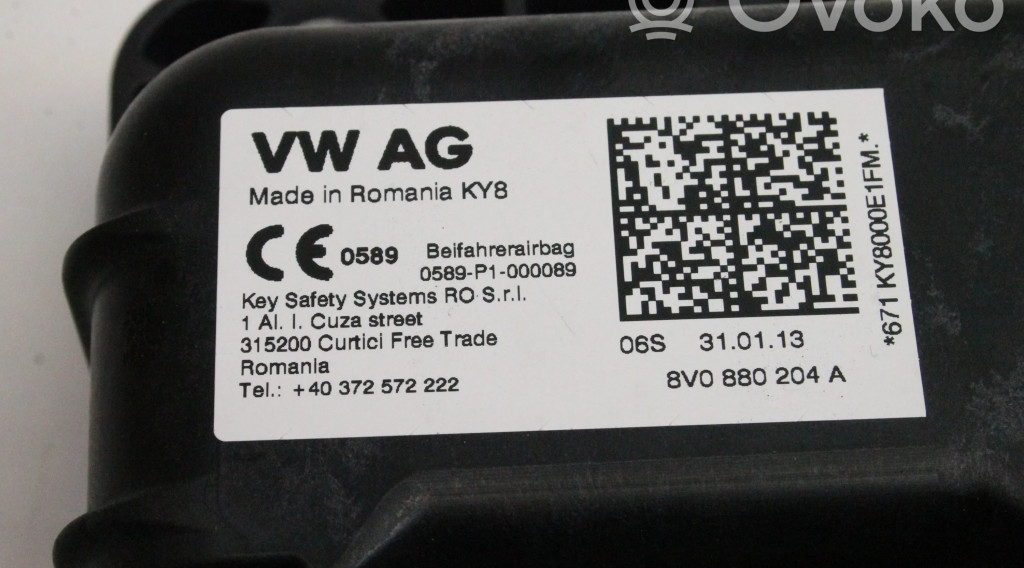 Ovoko
VW AG
Made in Romania KY8
CE 0589 Beifahrerairbag
0589-P1-000089
Key Safety Systems RO S.r.l.
1 Al. I. Cuza street
315200 Curtici Free Trade
Romania
Tel.: +40 372 572 222
06S 31.01.13
8V0 880 204 A
*671 KY8000E1FM.*